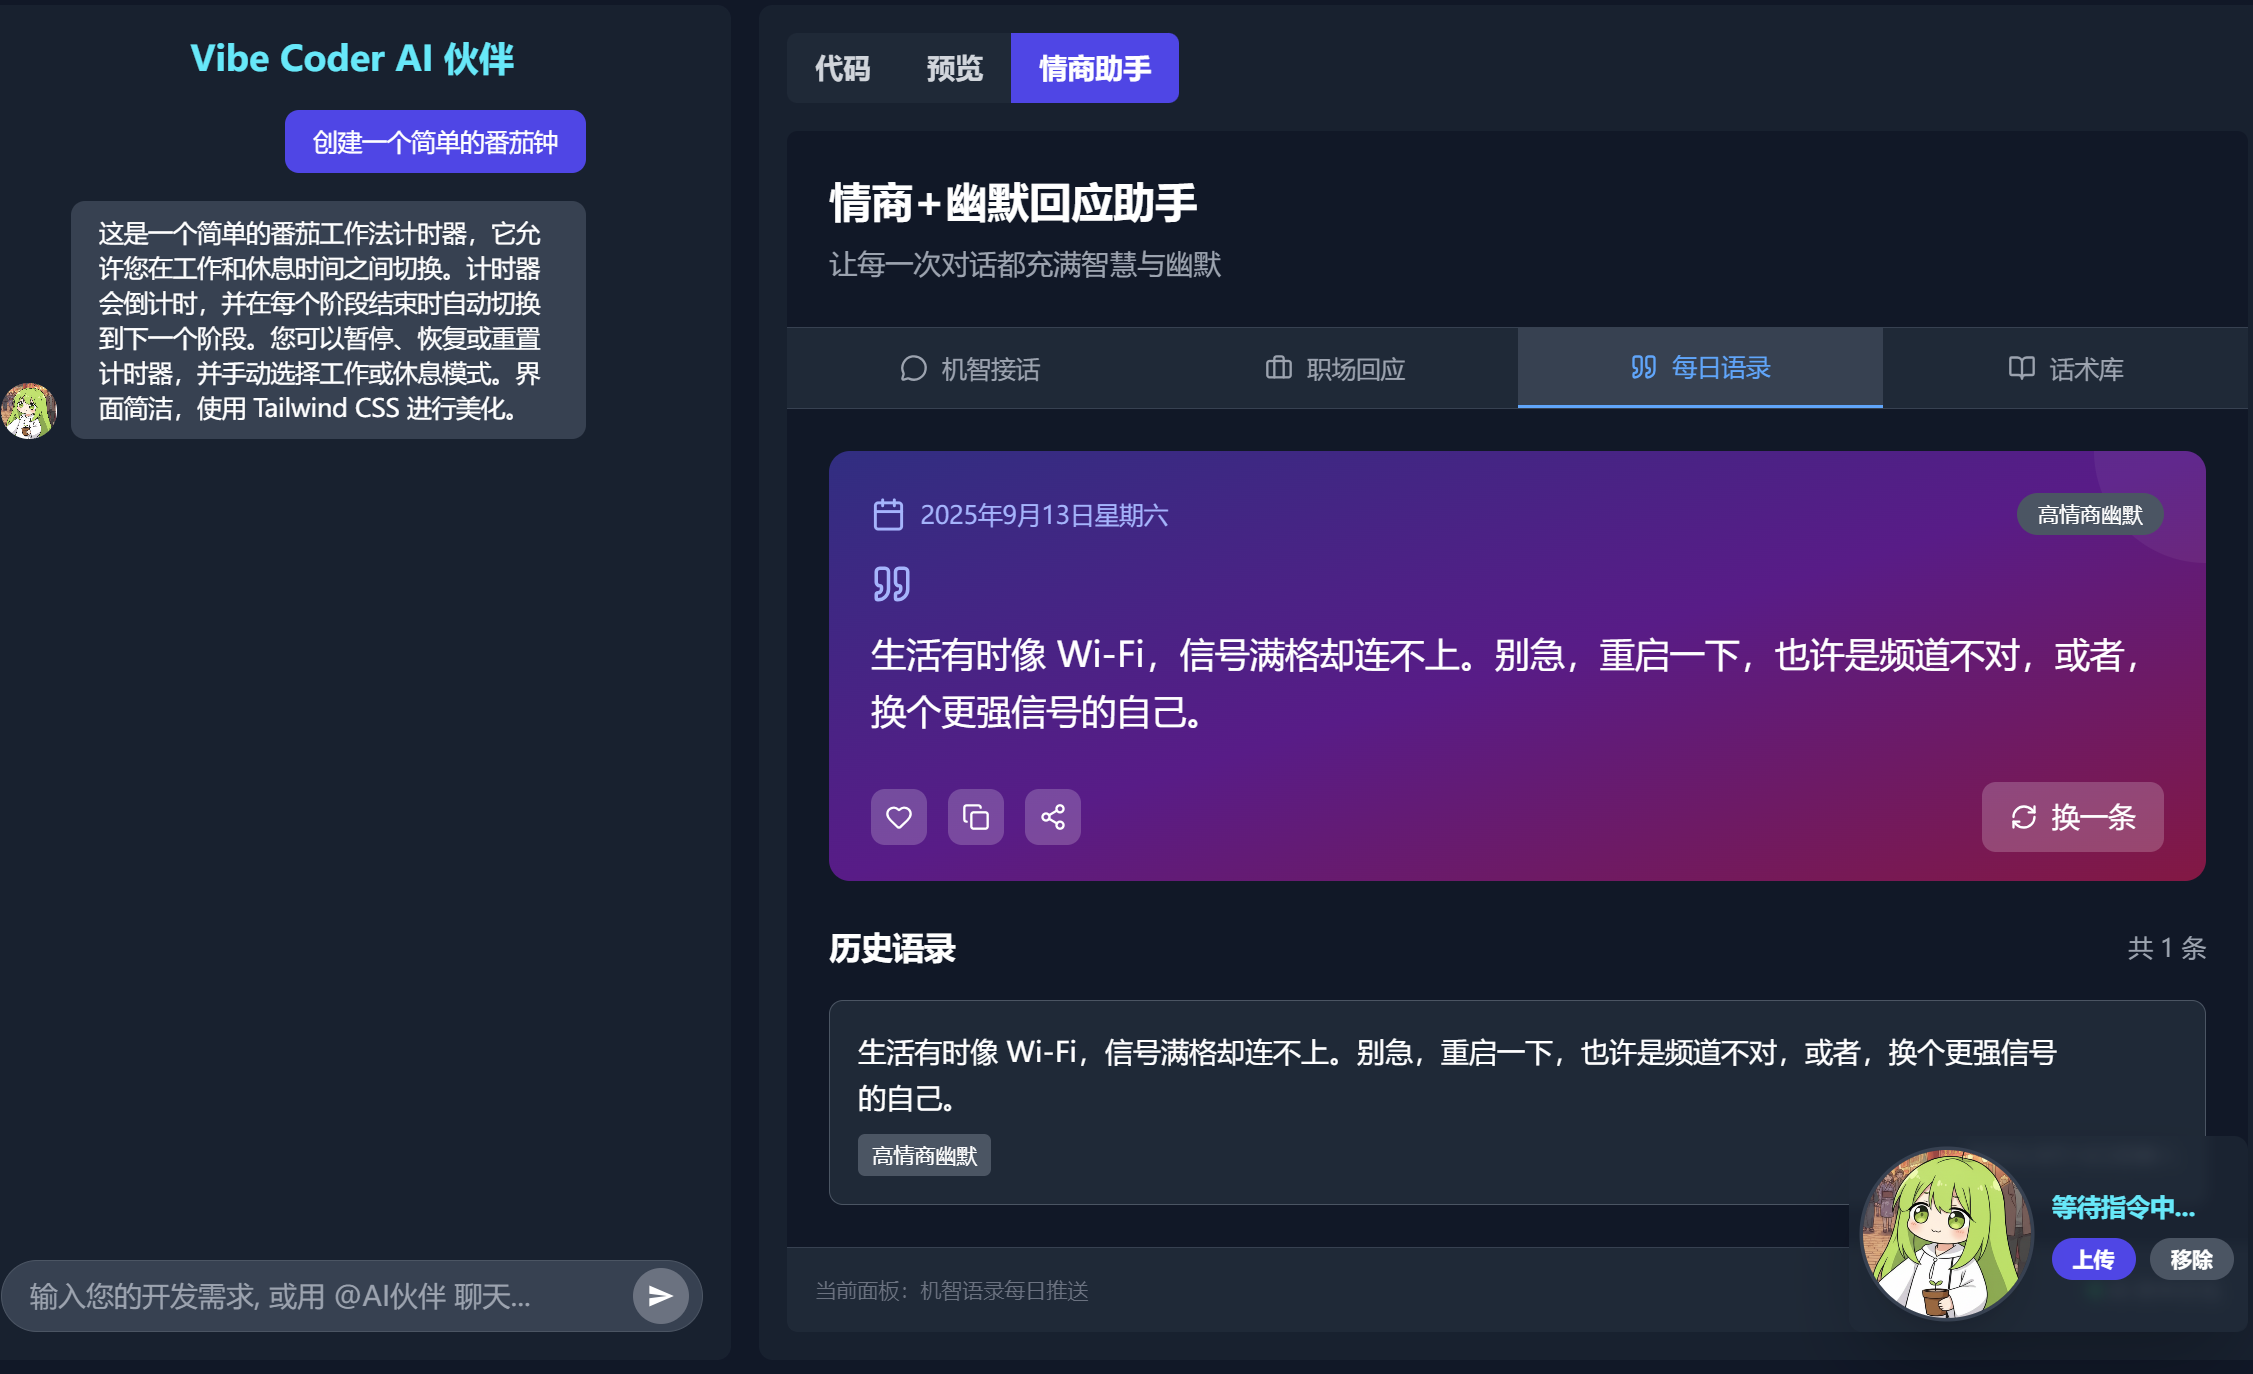 Vibe Coder AI 伙伴
创建一个简单的番茄钟
这是一个简单的番茄工作法计时器，它允
许您在工作和休息时间之间切换。计时器
会倒计时，并在每个阶段结束时自动切换
到下一个阶段。您可以暂停、恢复或重置
计时器，并手动选择工作或休息模式。界
面简洁，使用 Tailwind CSS 进行美化。
输入您的开发需求, 或用 @AI伙伴 聊天...
代码
预览
情商助手
情商+幽默回应助手
让每一次对话都充满智慧与幽默
机智接话
职场回应
每日语录
话术库
2025年9月13日星期六
高情商幽默
生活有时像 Wi-Fi，信号满格却连不上。别急，重启一下，也许是频道不对，或者，
换个更强信号的自己。
换一条
历史语录
共 1 条
生活有时像 Wi-Fi，信号满格却连不上。别急，重启一下，也许是频道不对，或者，换个更强信号
的自己。
高情商幽默
等待指令中...
上传
移除
当前面板：机智语录每日推送